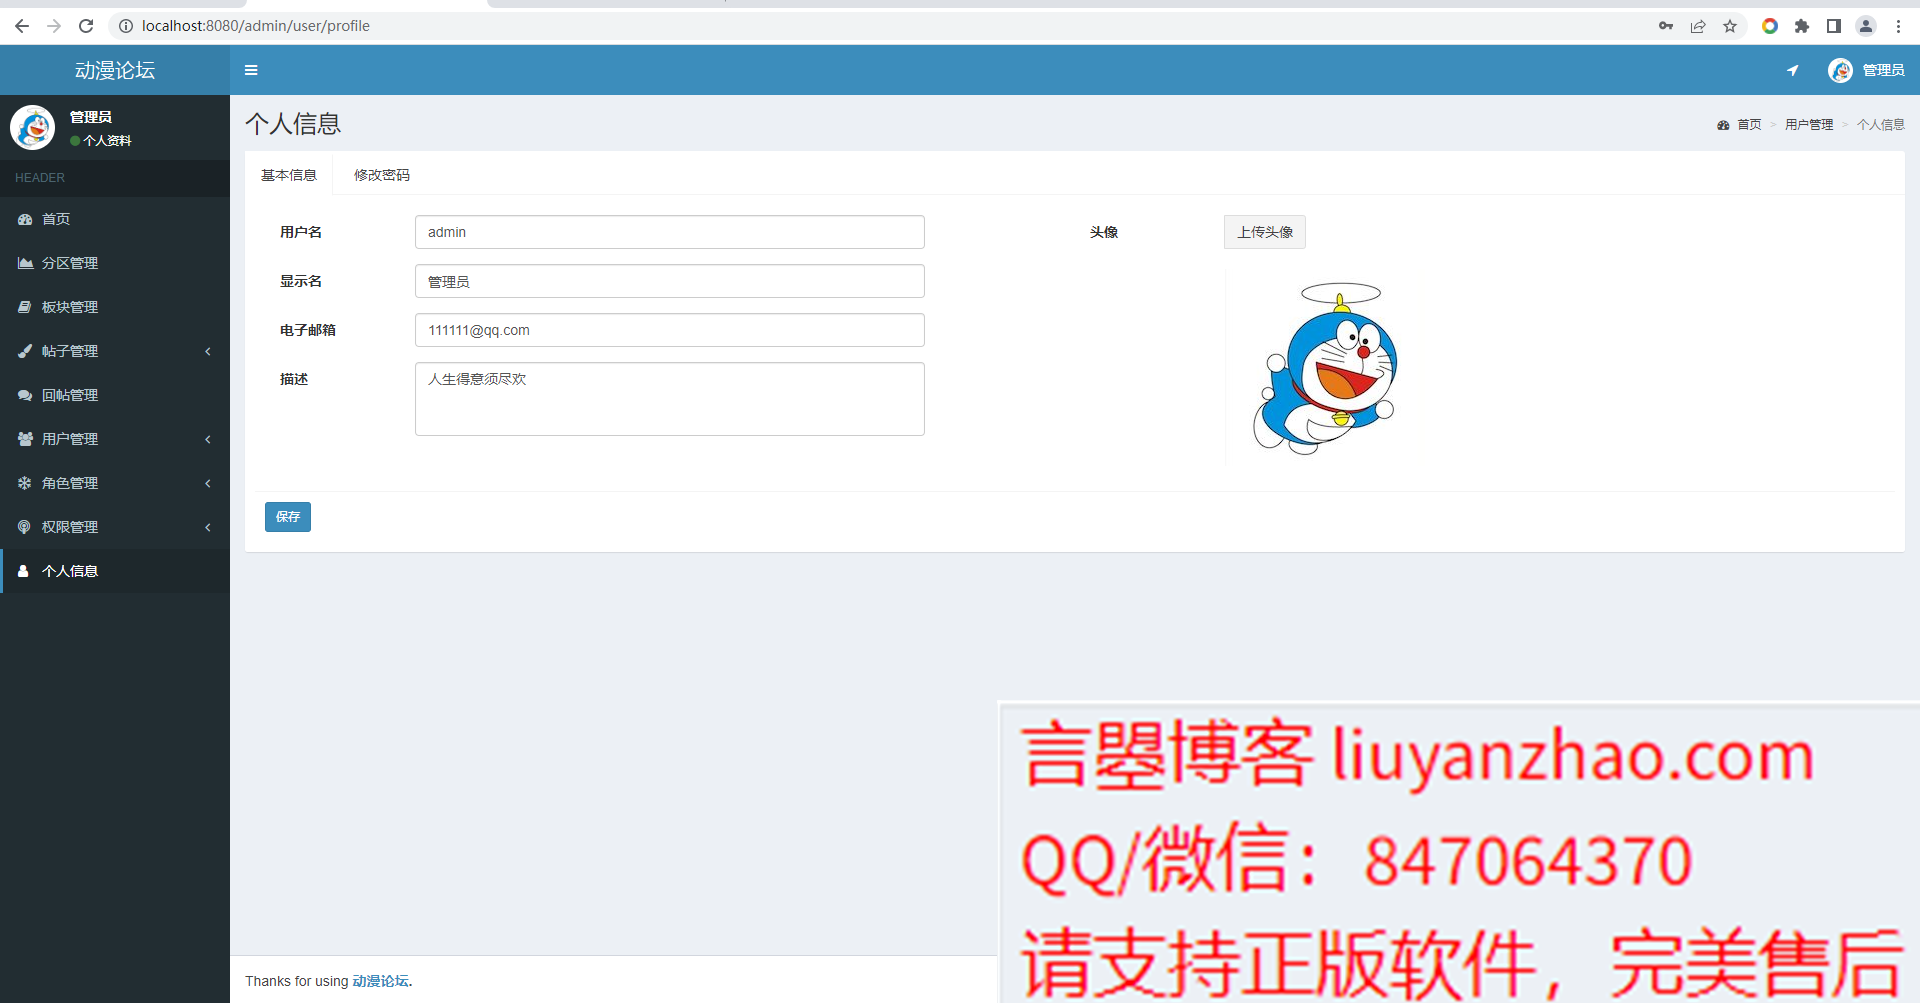 localhost:8080/admin/user/profile
动漫论坛
管理员
管理员
个人资料
个人信息
首页 > 用户管理 > 个人信息
HEADER
首页
分区管理
板块管理
帖子管理
回帖管理
用户管理
角色管理
权限管理
个人信息
基本信息 修改密码
用户名 admin
头像 上传头像
显示名 管理员
电子邮箱 111111@qq.com
描述 人生得意须尽欢
保存
言曌博客 liuyanzhao.com
QQ/微信：847064370
请支持正版软件，完美售后
Thanks for using 动漫论坛.